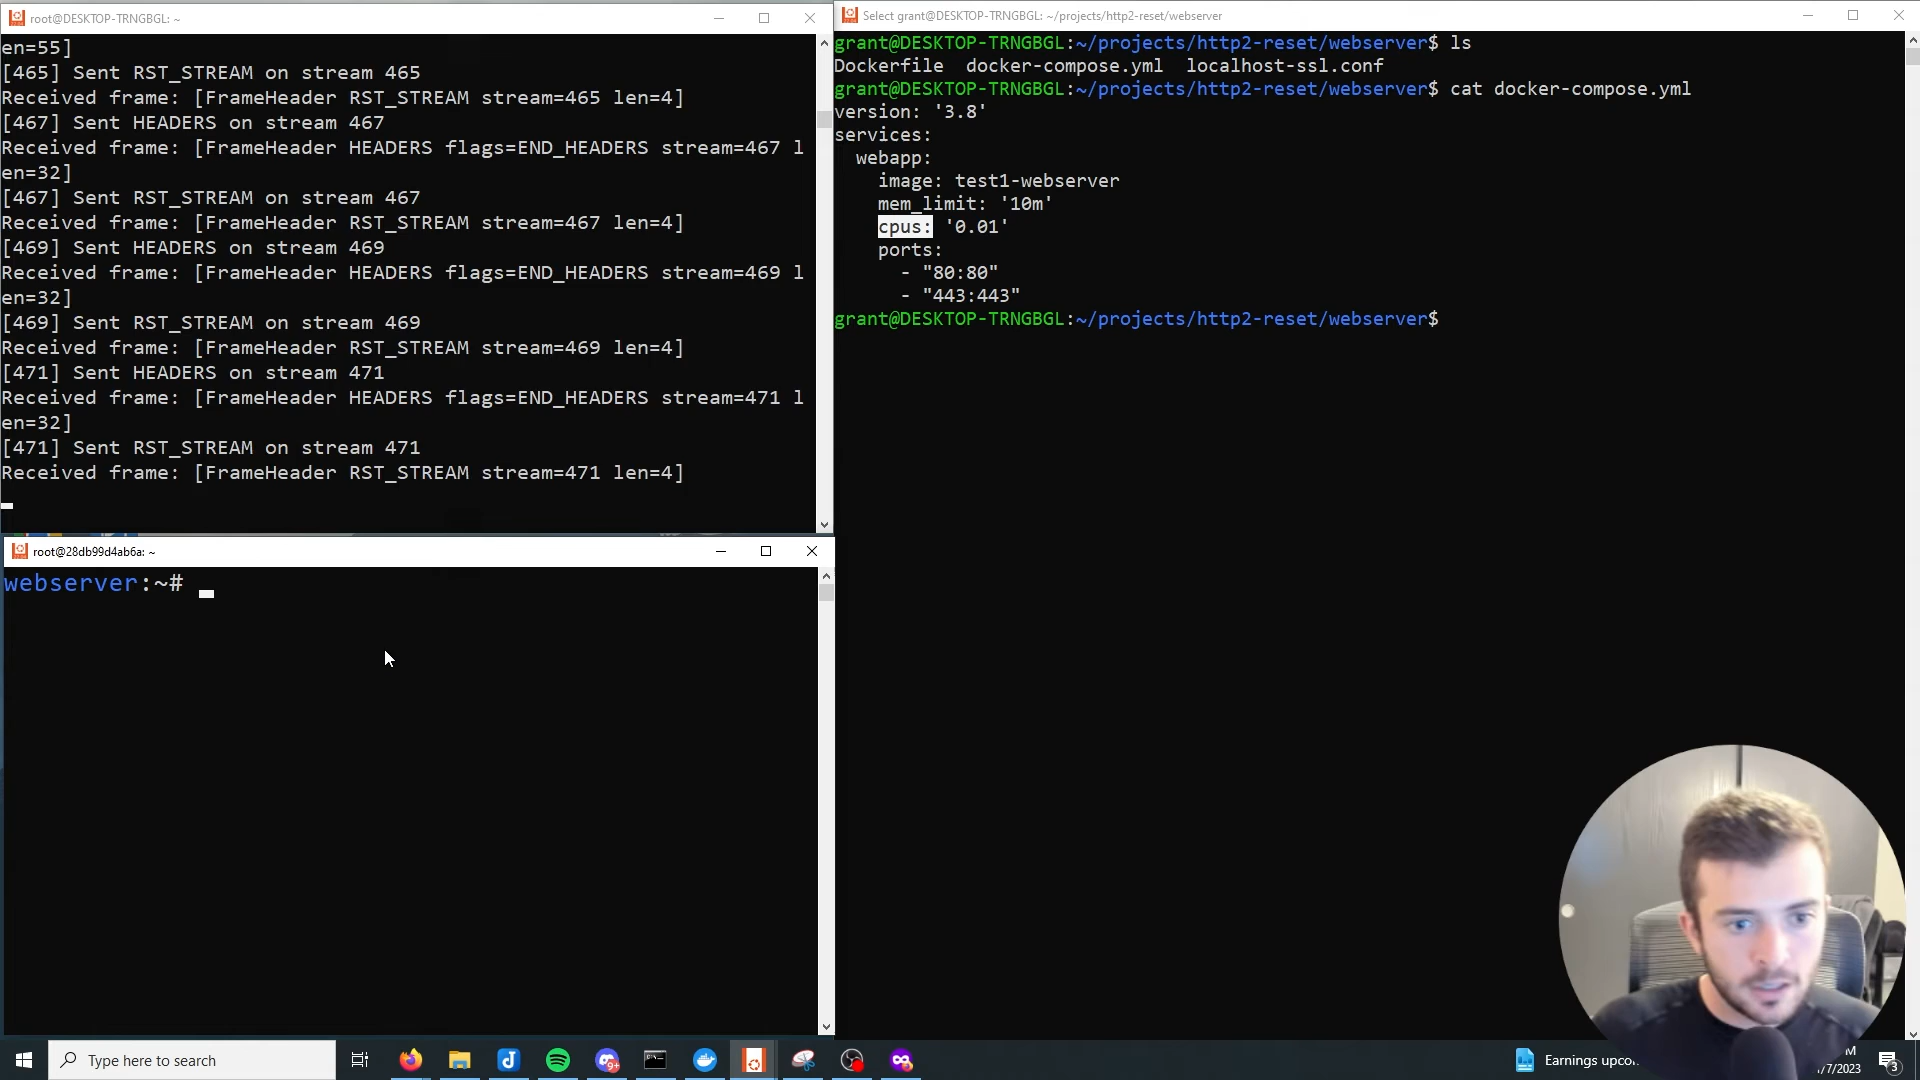 root@DESKTOP-TRNGBGL: ~
en=55]
[465] Sent RST_STREAM on stream 465
Received frame: [FrameHeader RST_STREAM stream=465 len=4]
[467] Sent HEADERS on stream 467
Received frame: [FrameHeader HEADERS flags=END_HEADERS stream=467 l
en=32]
[467] Sent RST_STREAM on stream 467
Received frame: [FrameHeader RST_STREAM stream=467 len=4]
[469] Sent HEADERS on stream 469
Received frame: [FrameHeader HEADERS flags=END_HEADERS stream=469 l
en=32]
[469] Sent RST_STREAM on stream 469
Received frame: [FrameHeader RST_STREAM stream=469 len=4]
[471] Sent HEADERS on stream 471
Received frame: [FrameHeader HEADERS flags=END_HEADERS stream=471 l
en=32]
[471] Sent RST_STREAM on stream 471
Received frame: [FrameHeader RST_STREAM stream=471 len=4]
root@28db99d4ab6a: ~
webserver:~#
Select grant@DESKTOP-TRNGBGL: ~/projects/http2-reset/webserver
grant@DESKTOP-TRNGBGL:~/projects/http2-reset/webserver$ ls
Dockerfile  docker-compose.yml  localhost-ssl.conf
grant@DESKTOP-TRNGBGL:~/projects/http2-reset/webserver$ cat docker-compose.yml
version: '3.8'
services:
  webapp:
    image: test1-webserver
    mem_limit: '10m'
    cpus: '0.01'
    ports:
      - "80:80"
      - "443:443"
grant@DESKTOP-TRNGBGL:~/projects/http2-reset/webserver$
Type here to search
9+
Earnings upco
M
/7/2023
3